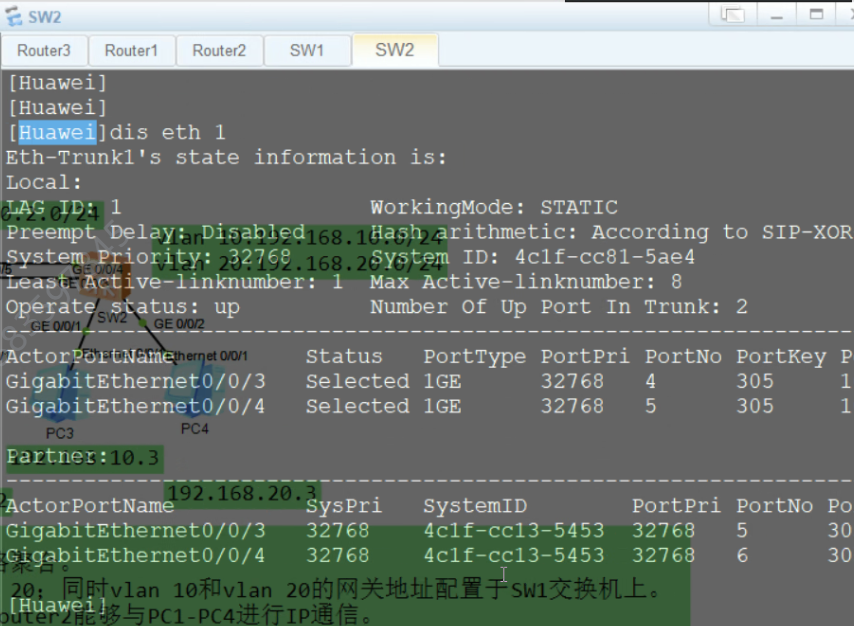 SW2
Router3 Router1 Router2 SW1 SW2
[Huawei]
[Huawei]
[Huawei]dis eth 1
Eth-Trunk1's state information is:
Local:
LAG ID: 1 WorkingMode: STATIC
Preempt Delay: Disabled Hash arithmetic: According to SIP-XOR
System Priority: 32768 System ID: 4c1f-cc81-5ae4
Least Active-linknumber: 1 Max Active-linknumber: 8
Operate status: up Number Of Up Port In Trunk: 2
ActorPortName Status PortType PortPri PortNo PortKey P
GigabitEthernet0/0/3 Selected 1GE 32768 4 305 1
GigabitEthernet0/0/4 Selected 1GE 32768 5 305 1
Partner:
ActorPortName SysPri SystemID PortPri PortNo Po
GigabitEthernet0/0/3 32768 4c1f-cc13-5453 32768 5 30
GigabitEthernet0/0/4 32768 4c1f-cc13-5453 32768 6 30
[Huawei]
0.2.0/24
vlan 10:192.168.10.0/24
vlan 20:192.168.20.0/24
GE 0/0/4
SW2
GE 0/0/1
GE 0/0/2
Ethernet 0/0/1
PC3
PC4
192.168.10.3
192.168.20.3
20；同时vlan 10和vlan 20的网关地址配置于SW1交换机上。
outer2能够与PC1-PC4进行IP通信。